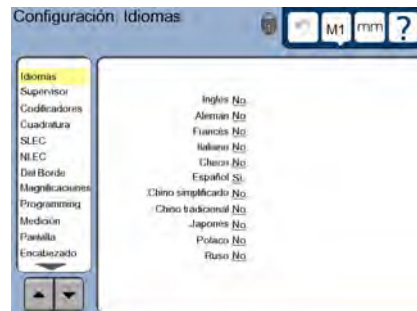 Configuración Idiomas
M1 mm ?
Idiomas
Supervisor
Codificadores
Cuadratura
SLEC
NLEC
Del Borde
Magnificaciones
Programming
Medición
Pantalla
Encabezado
Inglés No
Alemán No
Francés No
Italiano No
Checo No
Español Si
Chino simplificado No
Chino tradicional No
Japonés No
Polaco No
Ruso No